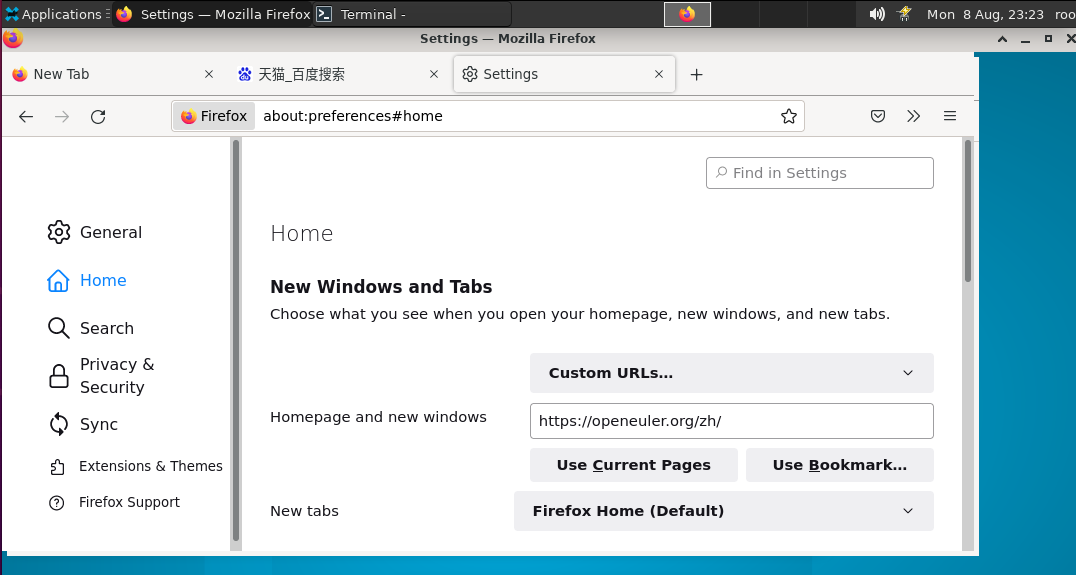 Applications Settings — Mozilla Firefox Terminal - Mon 8 Aug, 23:23 roo
Settings — Mozilla Firefox
New Tab 天猫_百度搜索 Settings
Firefox about:preferences#home
Find in Settings
General
Home
Search
Privacy &
Security
Sync
Extensions & Themes
Firefox Support
Home
New Windows and Tabs
Choose what you see when you open your homepage, new windows, and new tabs.
Custom URLs...
Homepage and new windows
https://openeuler.org/zh/
Use Current Pages Use Bookmark...
New tabs Firefox Home (Default)